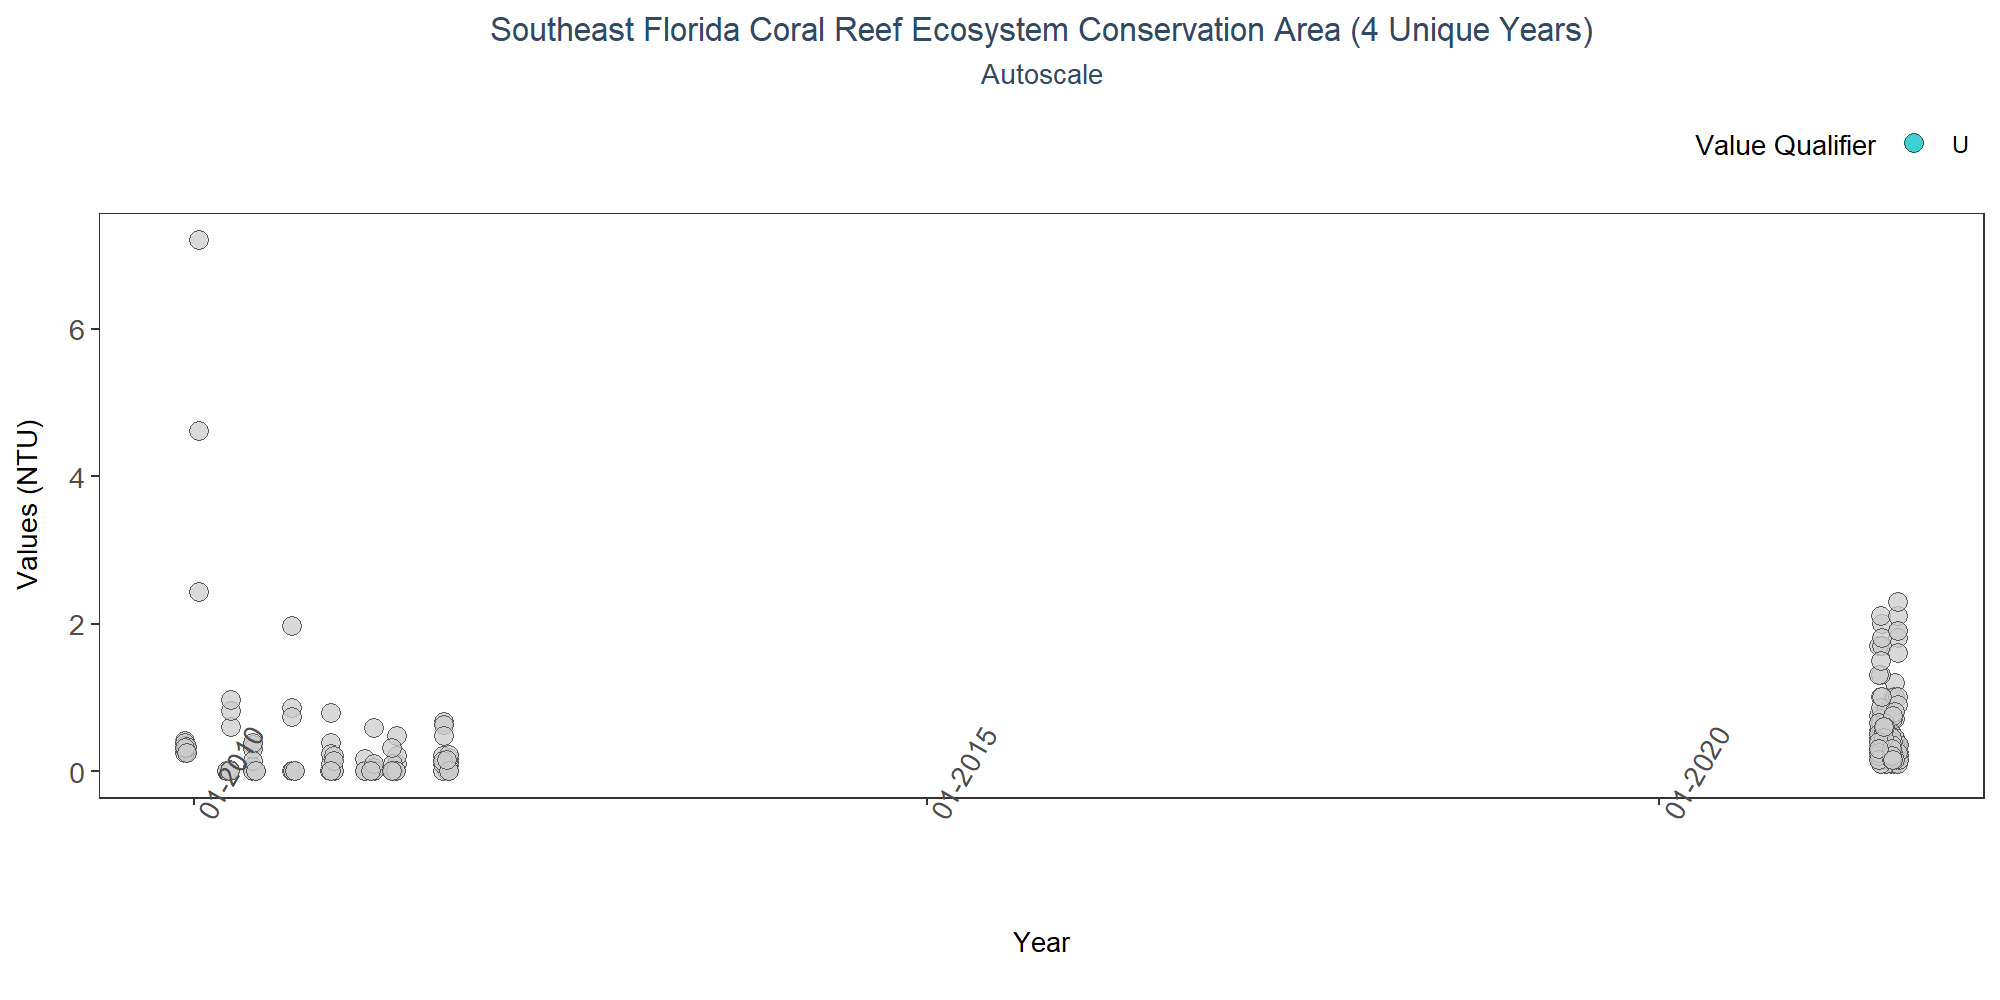 Southeast Florida Coral Reef Ecosystem Conservation Area (4 Unique Years)
Autoscale
Value Qualifier U
Values (NTU)
6
4
2
0
01-2010 01-2015 01-2020
Year